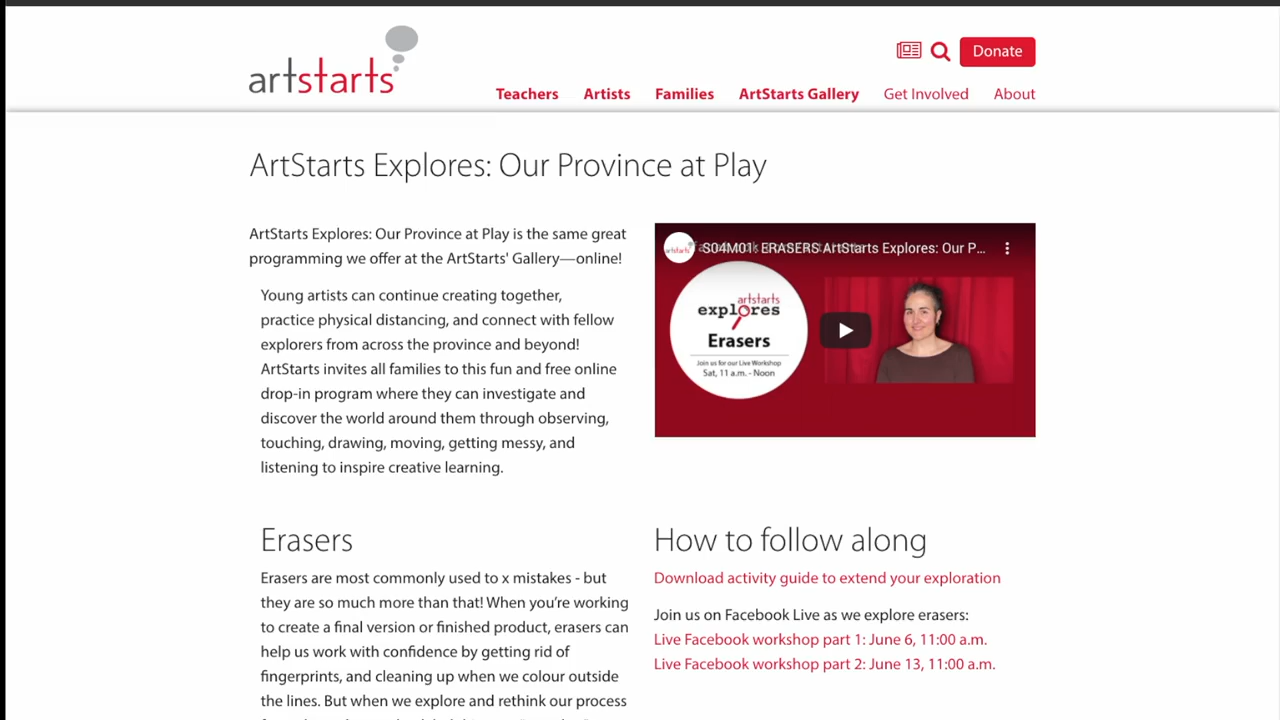 artstarts
Donate
Teachers Artists Families ArtStarts Gallery Get Involved About
ArtStarts Explores: Our Province at Play
ArtStarts Explores: Our Province at Play is the same great
programming we offer at the ArtStarts' Gallery—online!
Young artists can continue creating together,
practice physical distancing, and connect with fellow
explorers from across the province and beyond!
ArtStarts invites all families to this fun and free online
drop-in program where they can investigate and
discover the world around them through observing,
touching, drawing, moving, getting messy, and
listening to inspire creative learning.
artstarts
S04M01 ERASERS ArtStarts Explores: Our P...
artstarts
explores
Erasers
Join us for our Live Workshop
Sat, 11 a.m. - Noon
Erasers
Erasers are most commonly used to x mistakes - but
they are so much more than that! When you're working
to create a final version or finished product, erasers can
help us work with confidence by getting rid of
fingerprints, and cleaning up when we colour outside
the lines. But when we explore and rethink our process
How to follow along
Download activity guide to extend your exploration
Join us on Facebook Live as we explore erasers:
Live Facebook workshop part 1: June 6, 11:00 a.m.
Live Facebook workshop part 2: June 13, 11:00 a.m.